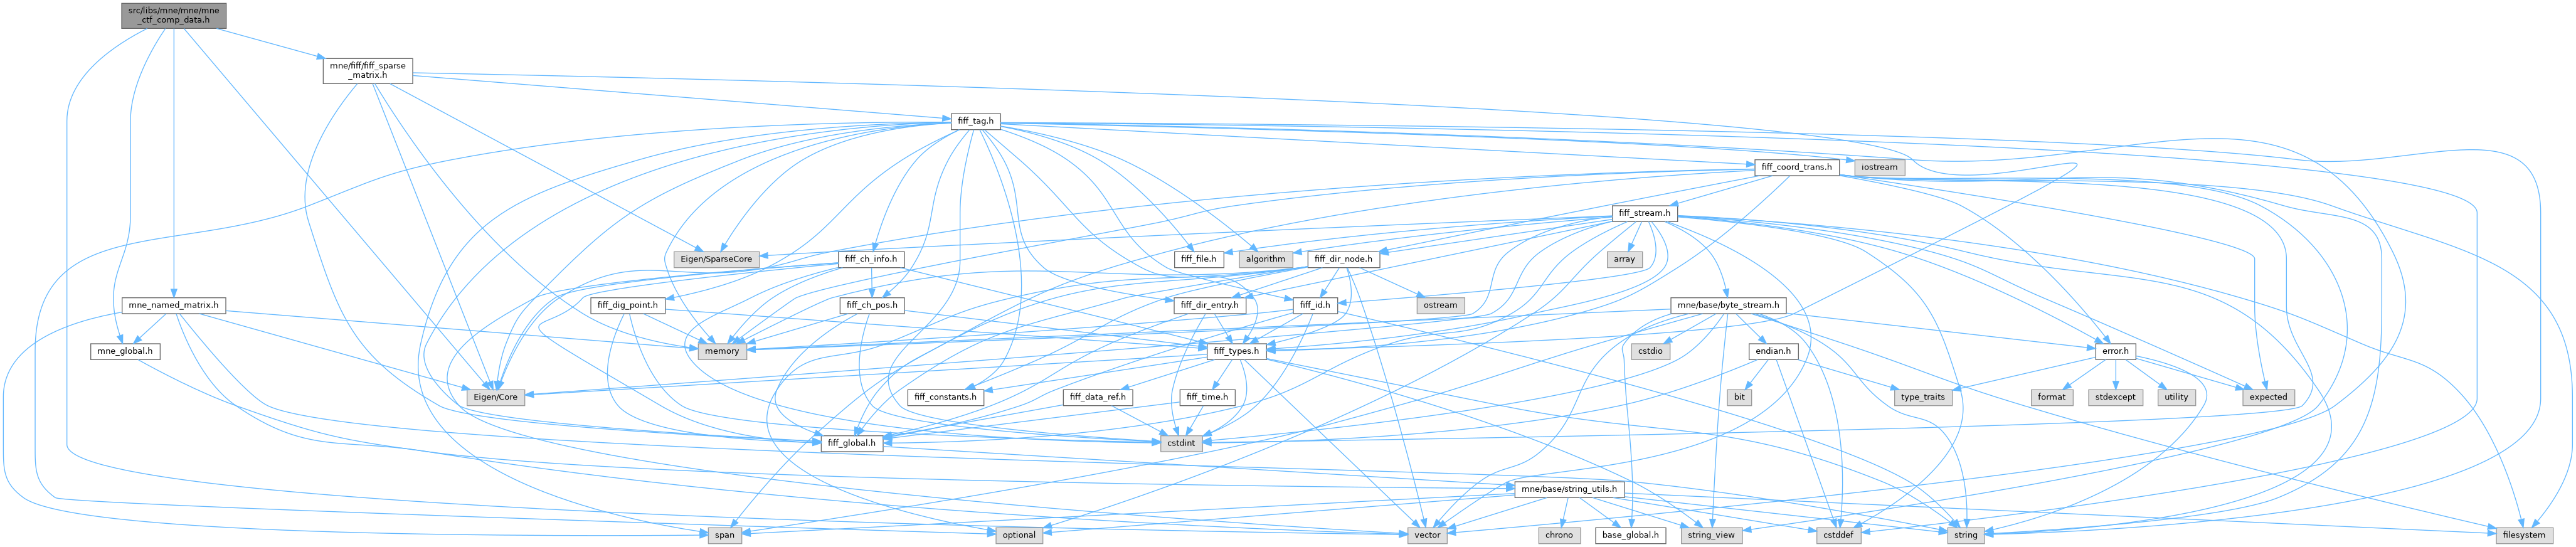 src/libs/mne/mne/mne
_ctf_comp_data.h
mne/fiff/fiff_sparse
_matrix.h
fiff_tag.h
fiff_coord_trans.h
iostream
fiff_stream.h
Eigen/SparseCore
fiff_ch_info.h
fiff_file.h
algorithm
fiff_dir_node.h
array
mne_named_matrix.h
fiff_dig_point.h
fiff_ch_pos.h
fiff_dir_entry.h
fiff_id.h
ostream
mne/base/byte_stream.h
mne_global.h
memory
fiff_types.h
cstdio
endian.h
error.h
Eigen/Core
fiff_constants.h
fiff_data_ref.h
fiff_time.h
bit
type_traits
format
stdexcept
utility
expected
fiff_global.h
cstdint
mne/base/string_utils.h
span
optional
vector
chrono
base_global.h
string_view
cstddef
string
filesystem